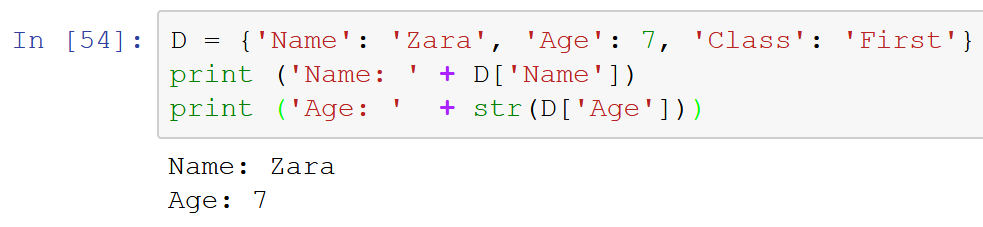 In [54]: D = {'Name': 'Zara', 'Age': 7, 'Class': 'First'}
print ('Name: ' + D['Name'])
print ('Age: '  + str(D['Age']))
Name: Zara
Age: 7